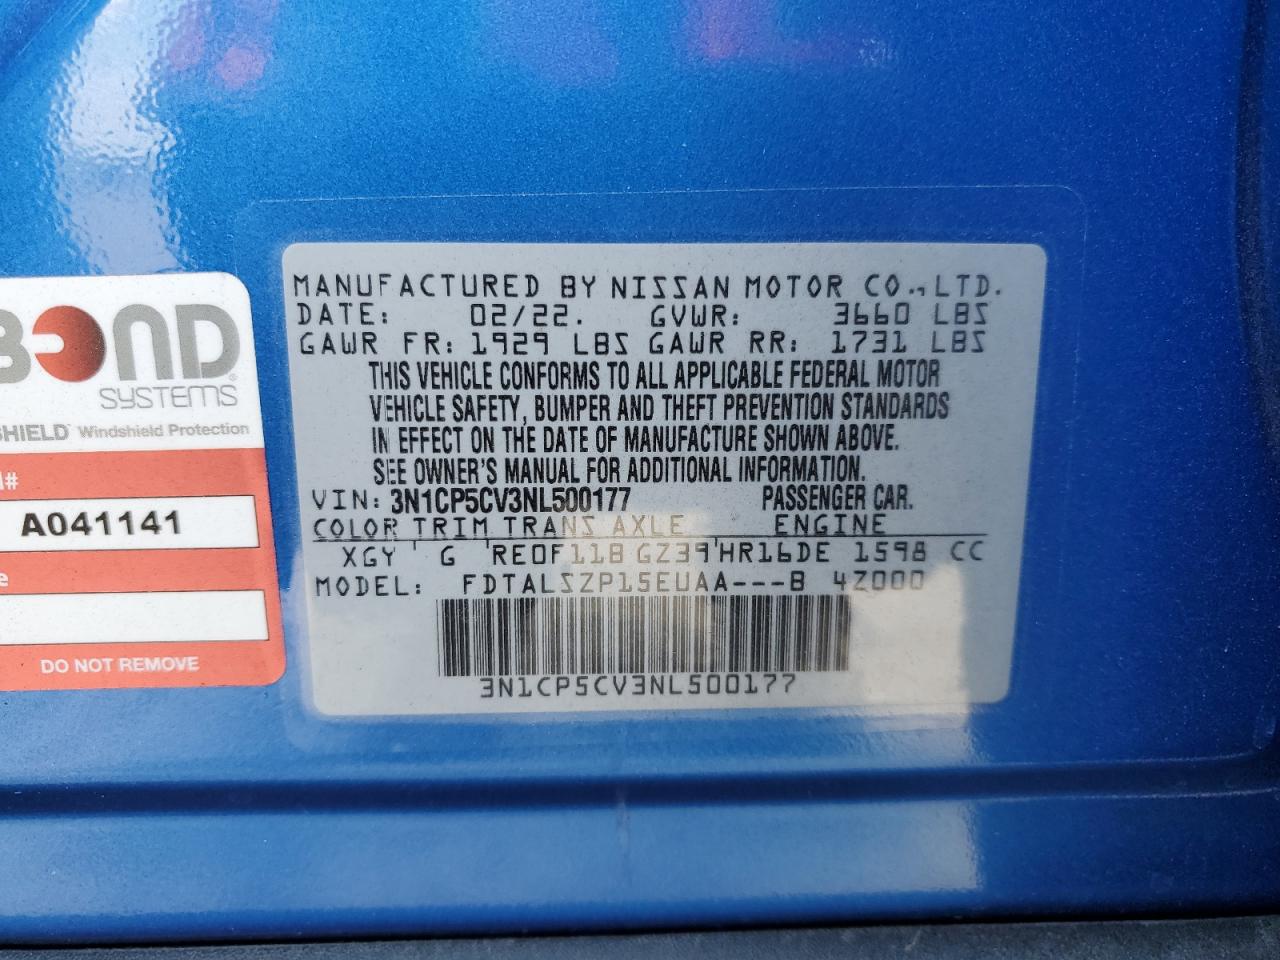 MANUFACTURED BY NISSAN MOTOR CO.,LTD.
DATE: 02/22. GVWR: 3660 LBS
GAWR FR: 1929 LBS GAWR RR: 1731 LBS
THIS VEHICLE CONFORMS TO ALL APPLICABLE FEDERAL MOTOR
VEHICLE SAFETY, BUMPER AND THEFT PREVENTION STANDARDS
IN EFFECT ON THE DATE OF MANUFACTURE SHOWN ABOVE.
SEE OWNER'S MANUAL FOR ADDITIONAL INFORMATION.
VIN: 3N1CP5CV3NL500177 PASSENGER CAR.
COLOR TRIM TRANS AXLE ENGINE
XGY G RE0F11B GZ39 HR16DE 1598 CC
MODEL: FDTALSZP15EUAA---B 4Z000
3N1CP5CV3NL500177
BOND
SYSTEMS
SHIELD Windshield Protection
#
A041141
e
DO NOT REMOVE